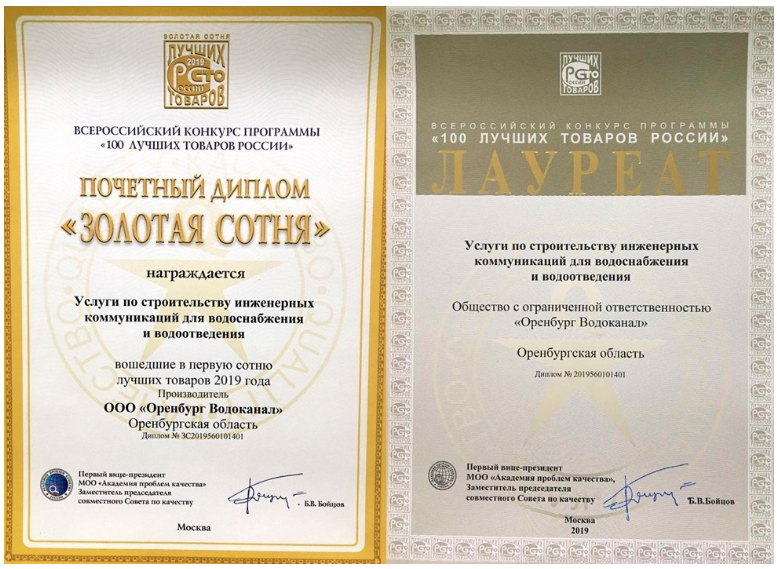 ЗОЛОТАЯ СОТНЯ
ЛУЧШИХ
2019
РСТО
РОССИИ
ТОВАРОВ
ВСЕРОССИЙСКИЙ КОНКУРС ПРОГРАММЫ
«100 ЛУЧШИХ ТОВАРОВ РОССИИ»
ПОЧЕТНЫЙ ДИПЛОМ
«ЗОЛОТАЯ СОТНЯ»
награждается
Услуги по строительству инженерных
коммуникаций для водоснабжения
и водоотведения
вошедшие в первую сотню
лучших товаров 2019 года
Производитель
ООО «Оренбург Водоканал»
Оренбургская область
Диплом № ЗС2019560101401
Первый вице-президент
МОО «Академия проблем качества»
Заместитель председателя
совместного Совета по качеству
Б.В. Бойцов
Москва
ЛУЧШИХ
РСТО
РОССИИ
ТОВАРОВ
ВСЕРОССИЙСКИЙ КОНКУРС ПРОГРАММЫ
«100 ЛУЧШИХ ТОВАРОВ РОССИИ»
ЛАУРЕАТ
Услуги по строительству инженерных
коммуникаций для водоснабжения
и водоотведения
Общество с ограниченной ответственностью
«Оренбург Водоканал»
Оренбургская область
Диплом № 2019560101401
Первый вице-президент
МОО «Академия проблем качества»,
Заместитель председателя
совместного Совета по качеству
Б.В.Бойцов
Москва
2019